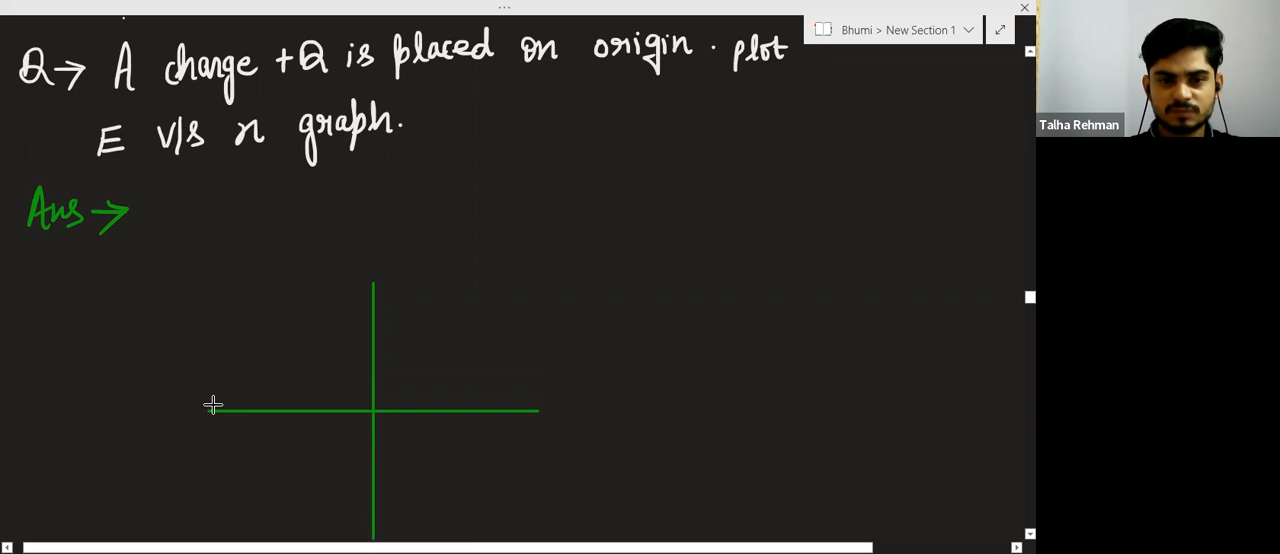 Bhumi > New Section 1
Q→ A charge +Q is placed on origin. plot
E v/s x graph.
Ans →
Talha Rehman